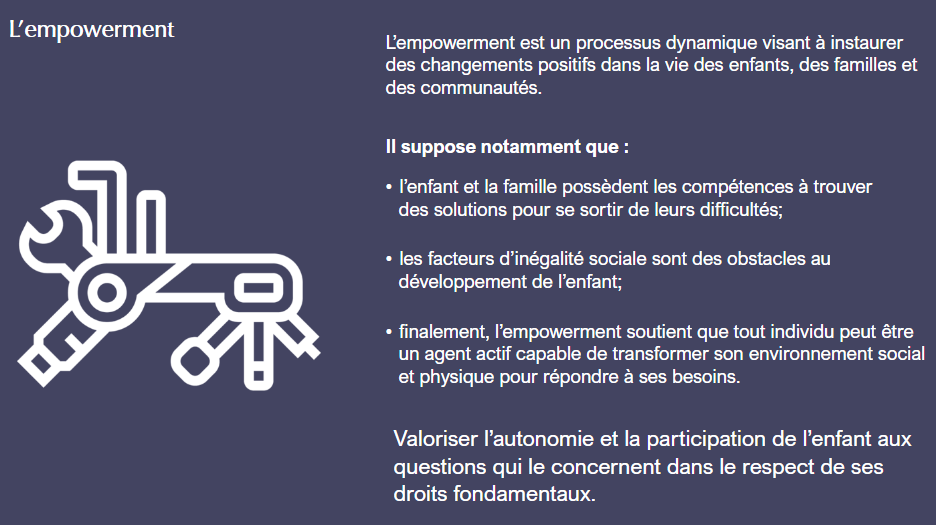 L’empowerment
L’empowerment est un processus dynamique visant à instaurer
des changements positifs dans la vie des enfants, des familles et
des communautés.
Il suppose notamment que :
• l’enfant et la famille possèdent les compétences à trouver
des solutions pour se sortir de leurs difficultés;
• les facteurs d’inégalité sociale sont des obstacles au
développement de l’enfant;
• finalement, l’empowerment soutient que tout individu peut être
un agent actif capable de transformer son environnement social
et physique pour répondre à ses besoins.
Valoriser l’autonomie et la participation de l’enfant aux
questions qui le concernent dans le respect de ses
droits fondamentaux.